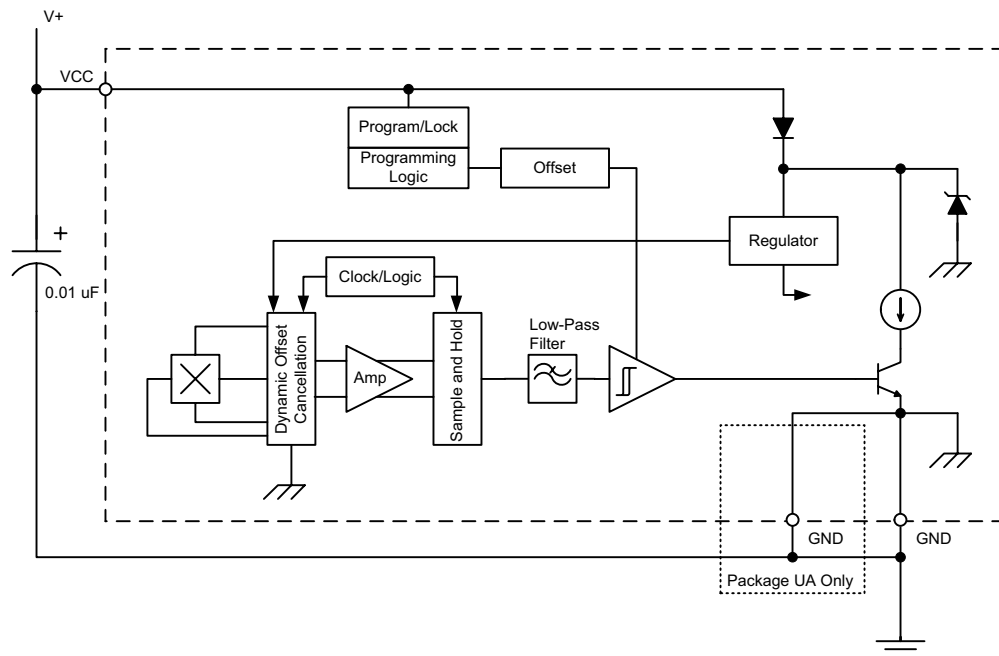 V+
VCC
Program/Lock
Programming
Logic
Offset
Regulator
+
0.01 uF
Clock/Logic
Dynamic Offset
Cancellation
Amp
Sample and Hold
Low-Pass
Filter
GND
GND
Package UA Only